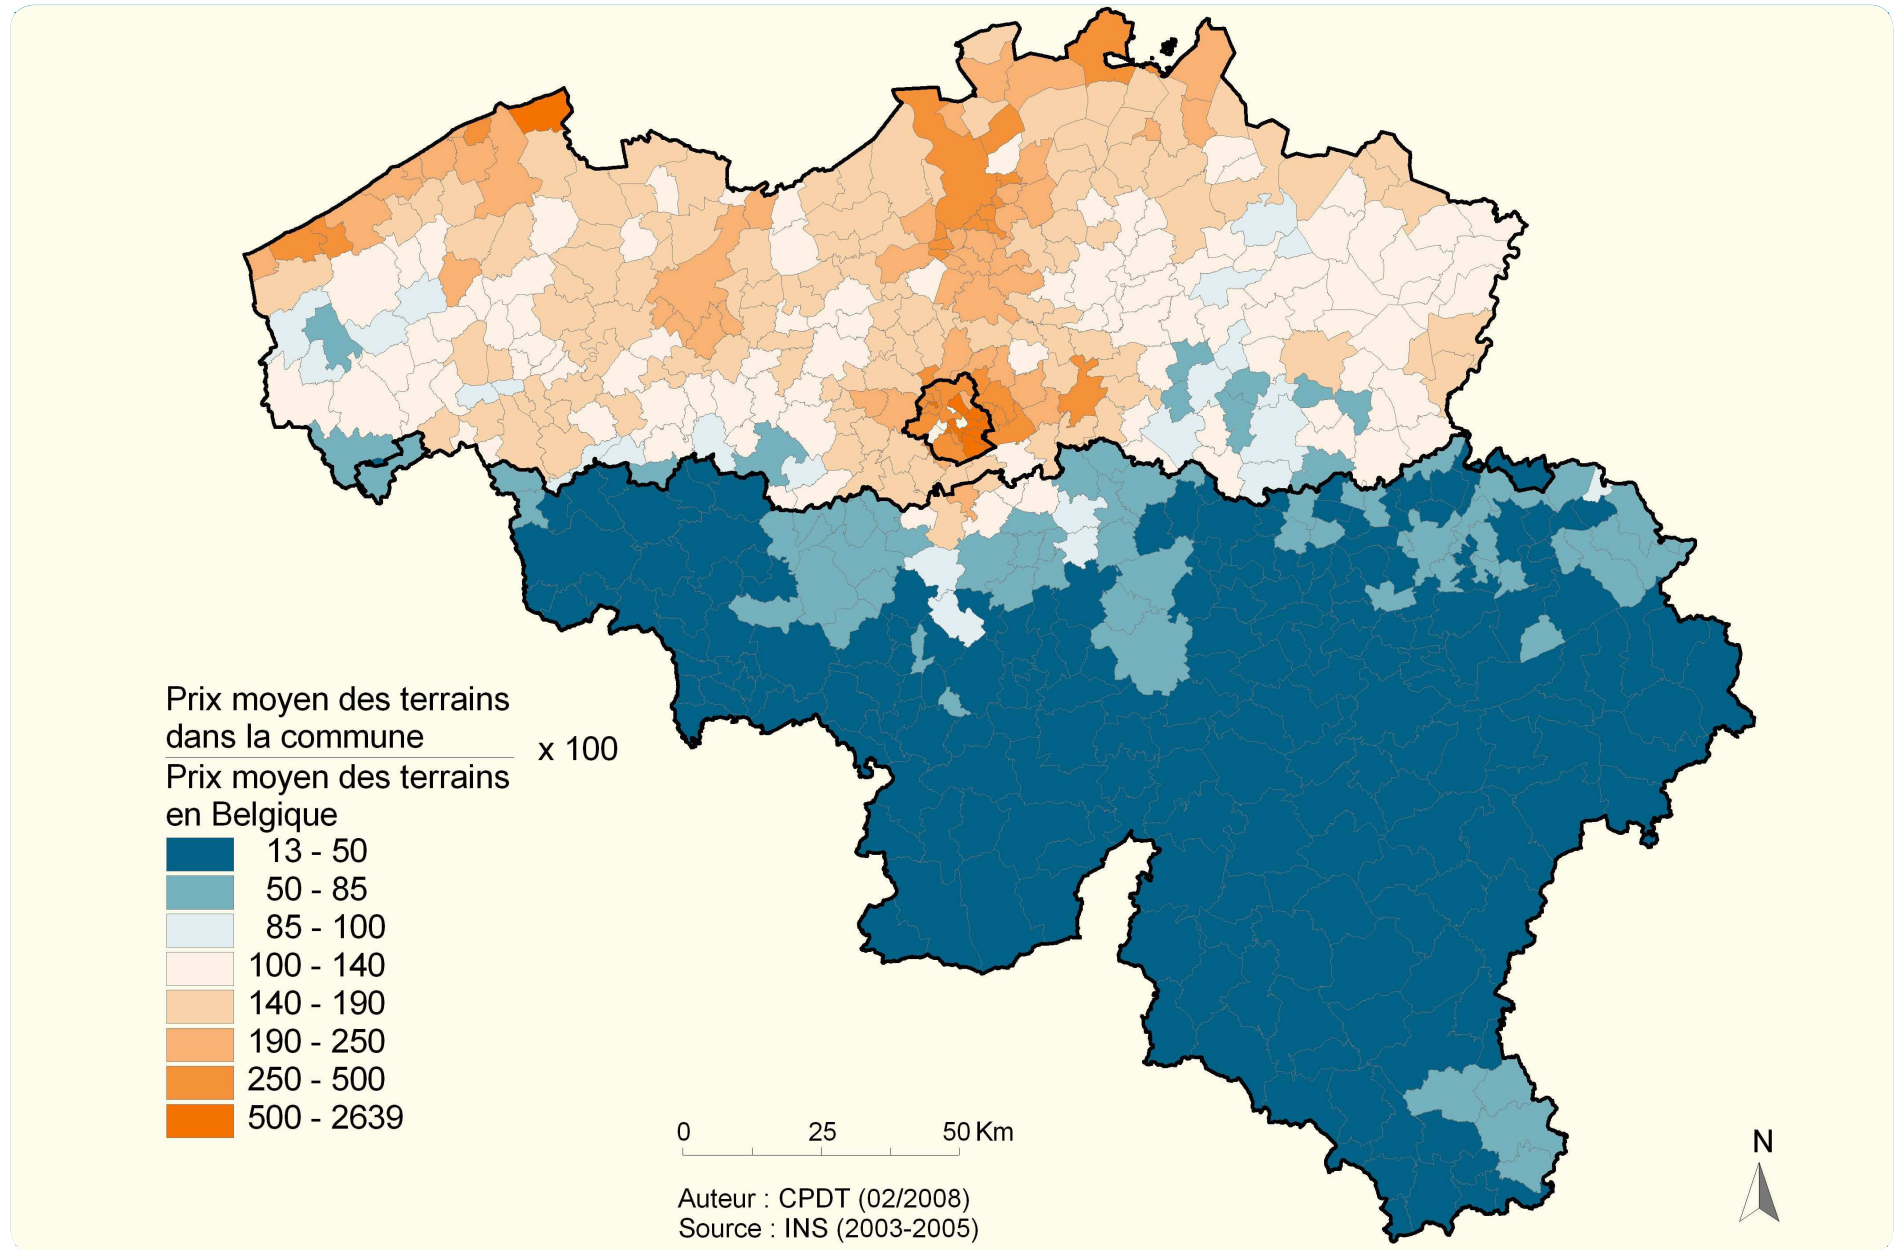 Prix moyen des terrains
dans la commune
x 100
Prix moyen des terrains
en Belgique
13 - 50
50 - 85
85 - 100
100 - 140
140 - 190
190 - 250
250 - 500
500 - 2639
0 25 50 Km
Auteur : CPDT (02/2008)
Source : INS (2003-2005)
N